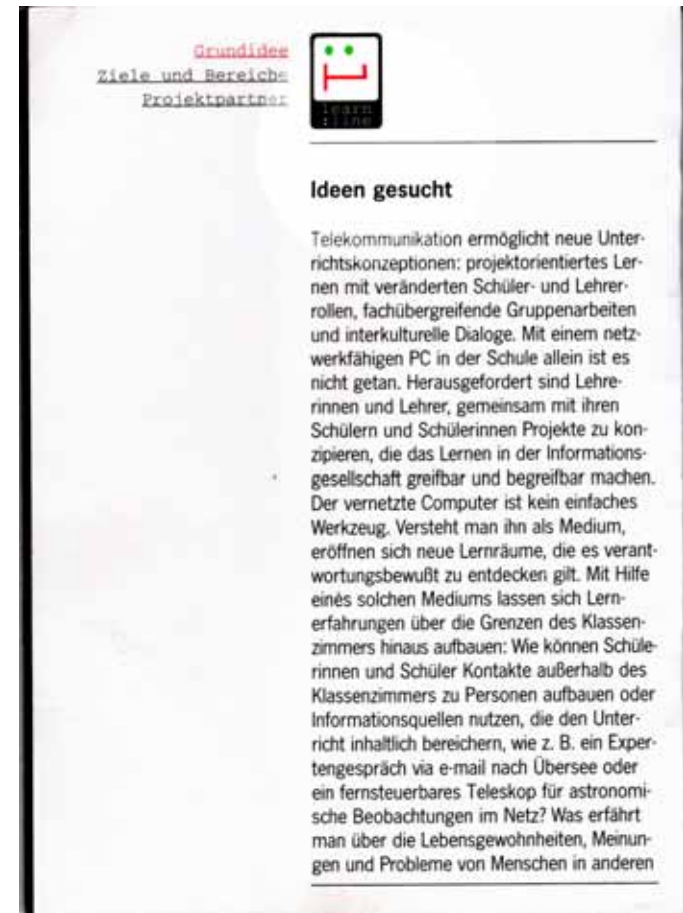 Grundidee
Ziele und Bereiche
Projektpartner
learn
:line
Ideen gesucht
Telekommunikation ermöglicht neue Unter-
richtskonzeptionen: projektorientiertes Ler-
nen mit veränderten Schüler- und Lehrer-
rollen, fachübergreifende Gruppenarbeiten
und interkulturelle Dialoge. Mit einem netz-
werkfähigen PC in der Schule allein ist es
nicht getan. Herausgefordert sind Lehre-
rinnen und Lehrer, gemeinsam mit ihren
Schülern und Schülerinnen Projekte zu kon-
zipieren, die das Lernen in der Informations-
gesellschaft greifbar und begreifbar machen.
Der vernetzte Computer ist kein einfaches
Werkzeug. Versteht man ihn als Medium,
eröffnen sich neue Lernräume, die es verant-
wortungsbewußt zu entdecken gilt. Mit Hilfe
eines solchen Mediums lassen sich Lern-
erfahrungen über die Grenzen des Klassen-
zimmers hinaus aufbauen: Wie können Schüle-
rinnen und Schüler Kontakte außerhalb des
Klassenzimmers zu Personen aufbauen oder
Informationsquellen nutzen, die den Unter-
richt inhaltlich bereichern, wie z. B. ein Exper-
tengespräch via e-mail nach Übersee oder
ein fernsteuerbares Teleskop für astronomi-
sche Beobachtungen im Netz? Was erfährt
man über die Lebensgewohnheiten, Meinun-
gen und Probleme von Menschen in anderen